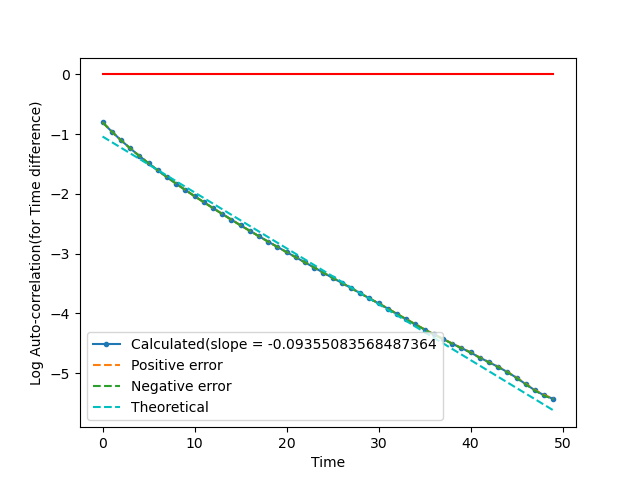 0
−1
−2
−3
−4
−5
Log Auto-correlation(for Time difference)
Calculated(slope = -0.09355083568487364
Positive error
Negative error
Theoretical
0 10 20 30 40 50
Time